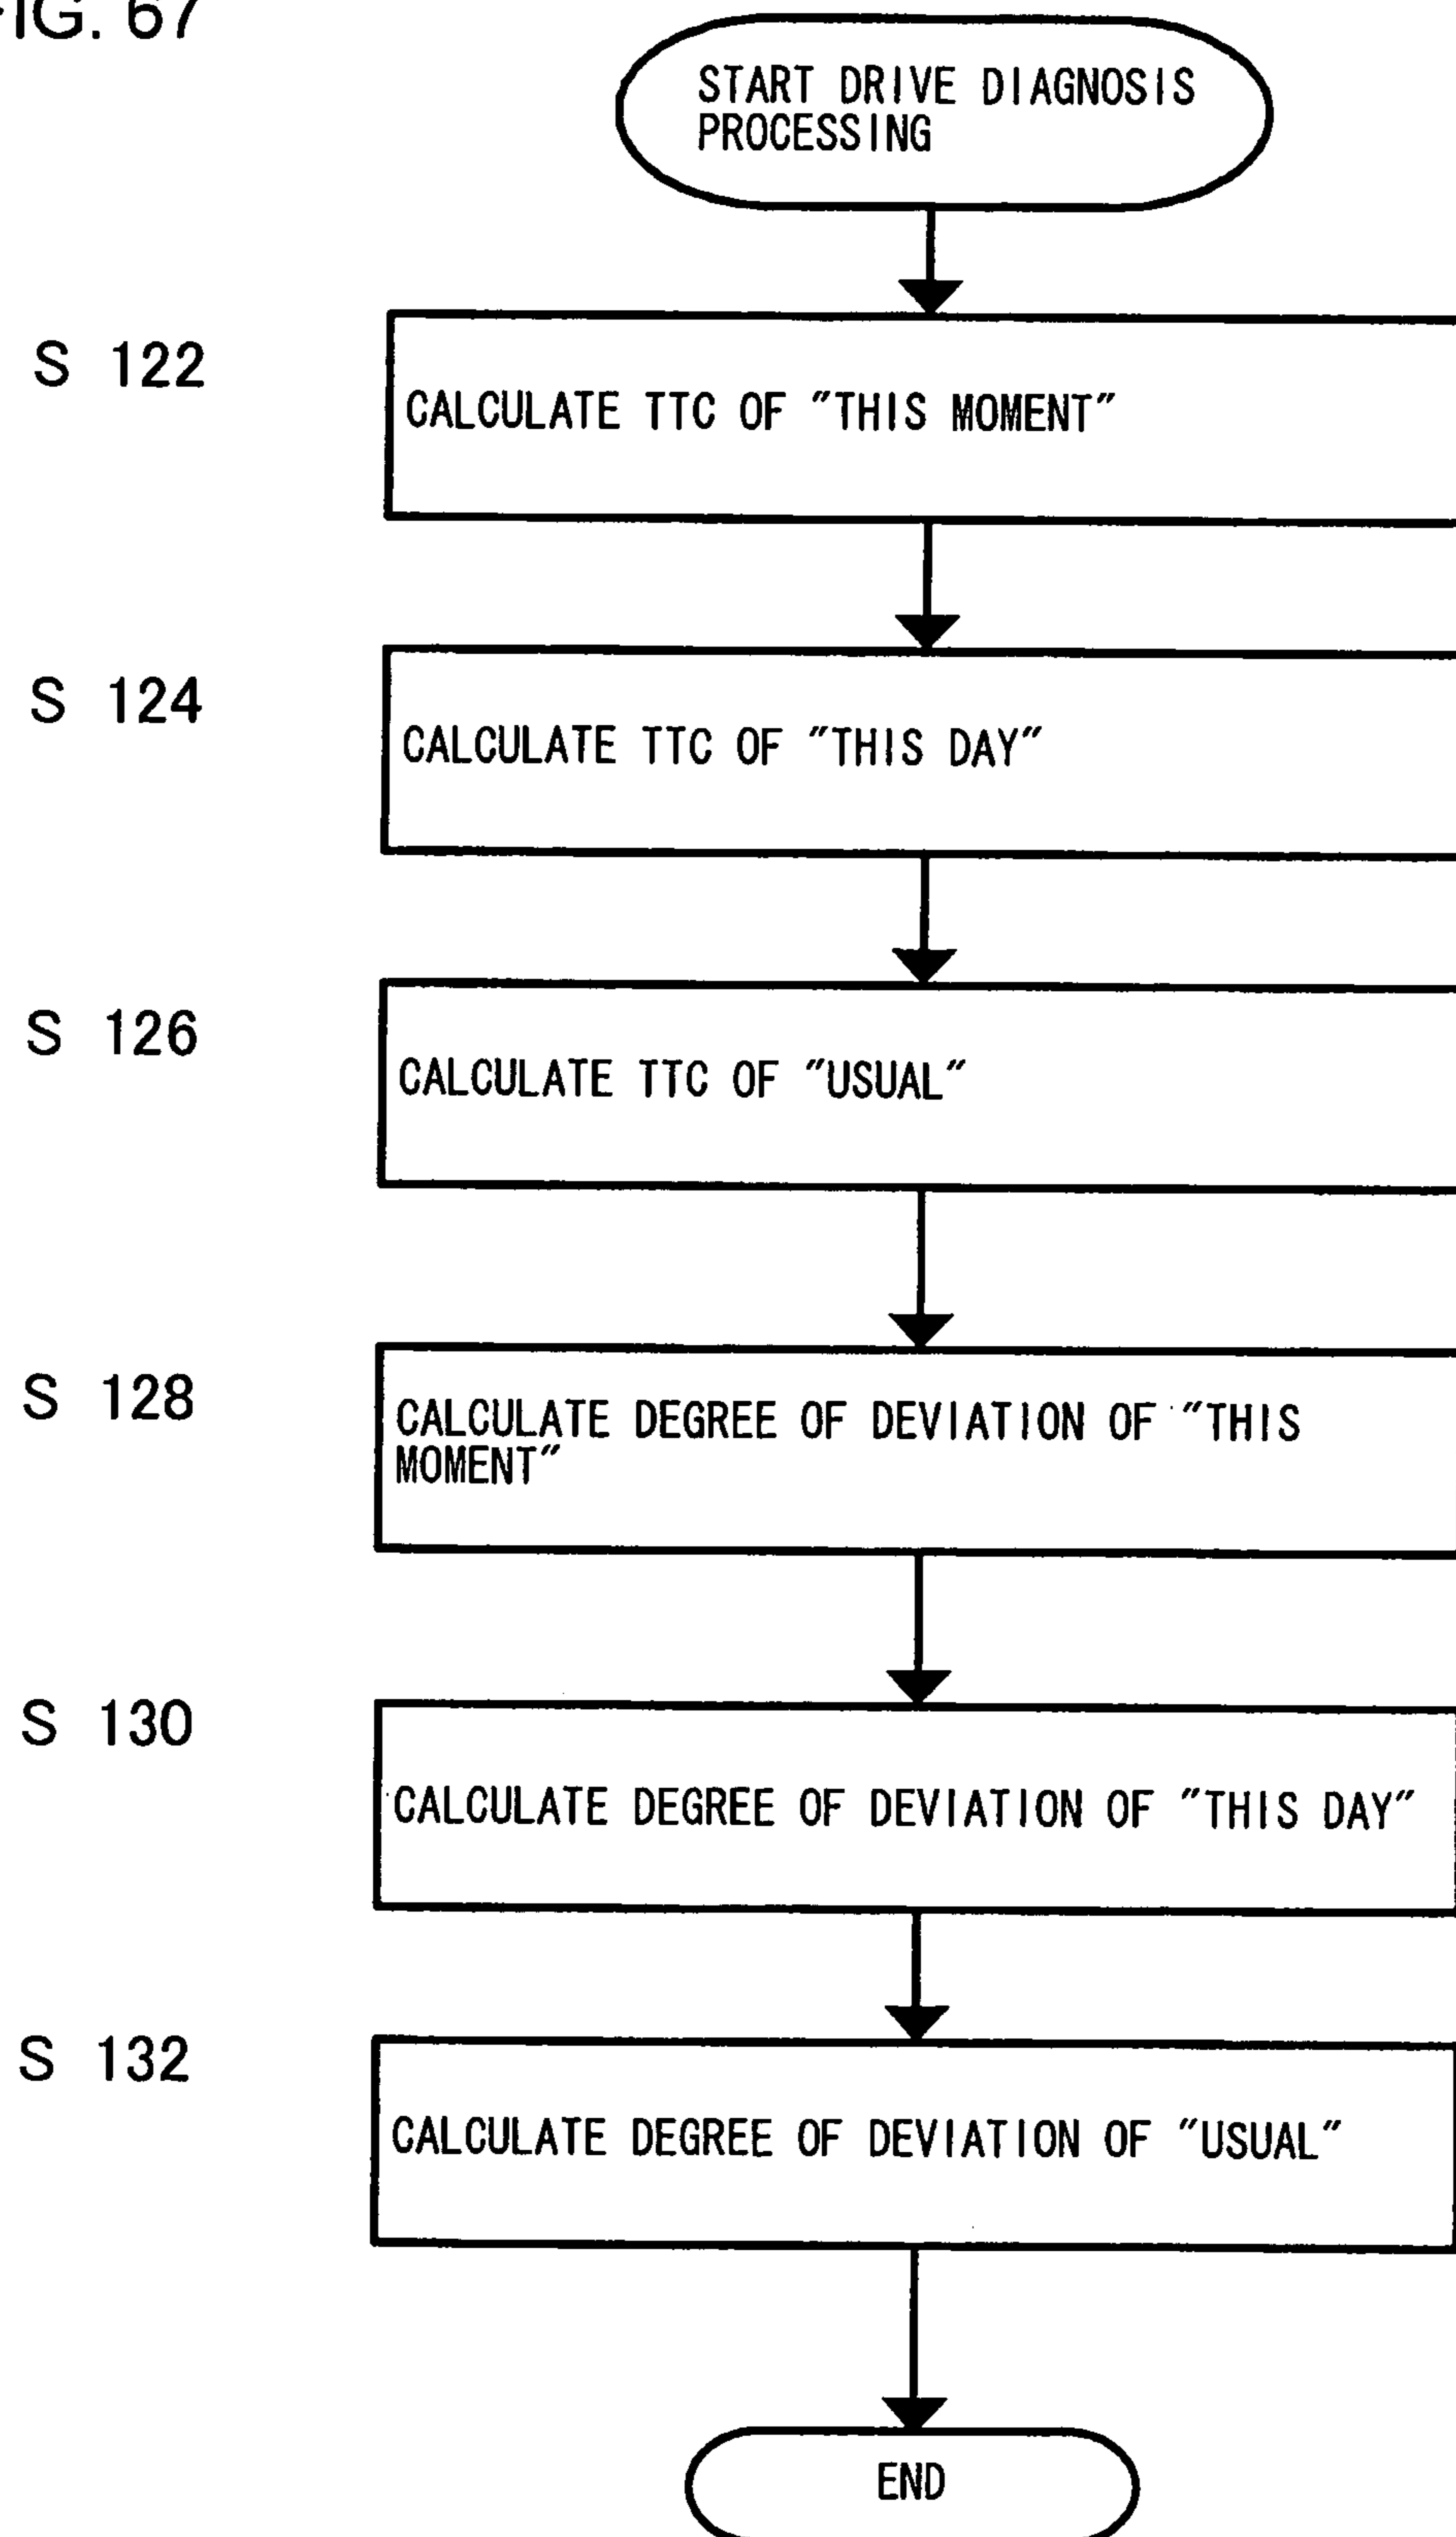 FIG. 67
START DRIVE DIAGNOSIS
PROCESSING
S 122
CALCULATE TTC OF "THIS MOMENT"
S 124
CALCULATE TTC OF "THIS DAY"
S 126
CALCULATE TTC OF "USUAL"
S 128
CALCULATE DEGREE OF DEVIATION OF "THIS
MOMENT"
S 130
CALCULATE DEGREE OF DEVIATION OF "THIS DAY"
S 132
CALCULATE DEGREE OF DEVIATION OF "USUAL"
END